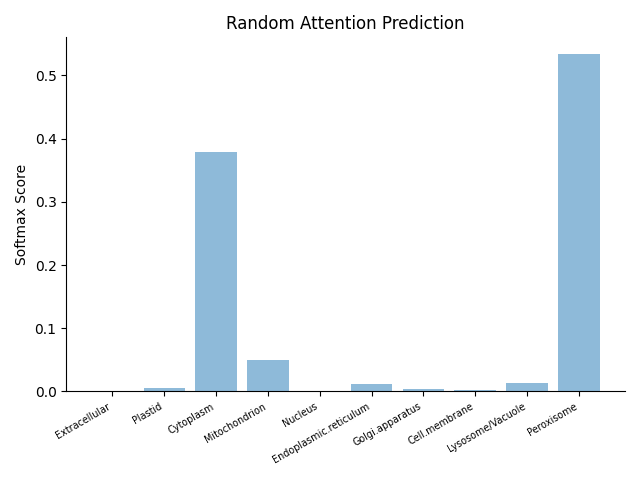 Random Attention Prediction
Softmax Score
0.5
0.4
0.3
0.2
0.1
0.0
Extracellular
Plastid
Cytoplasm
Mitochondrion
Nucleus
Endoplasmic.reticulum
Golgi.apparatus
Cell.membrane
Lysosome/Vacuole
Peroxisome